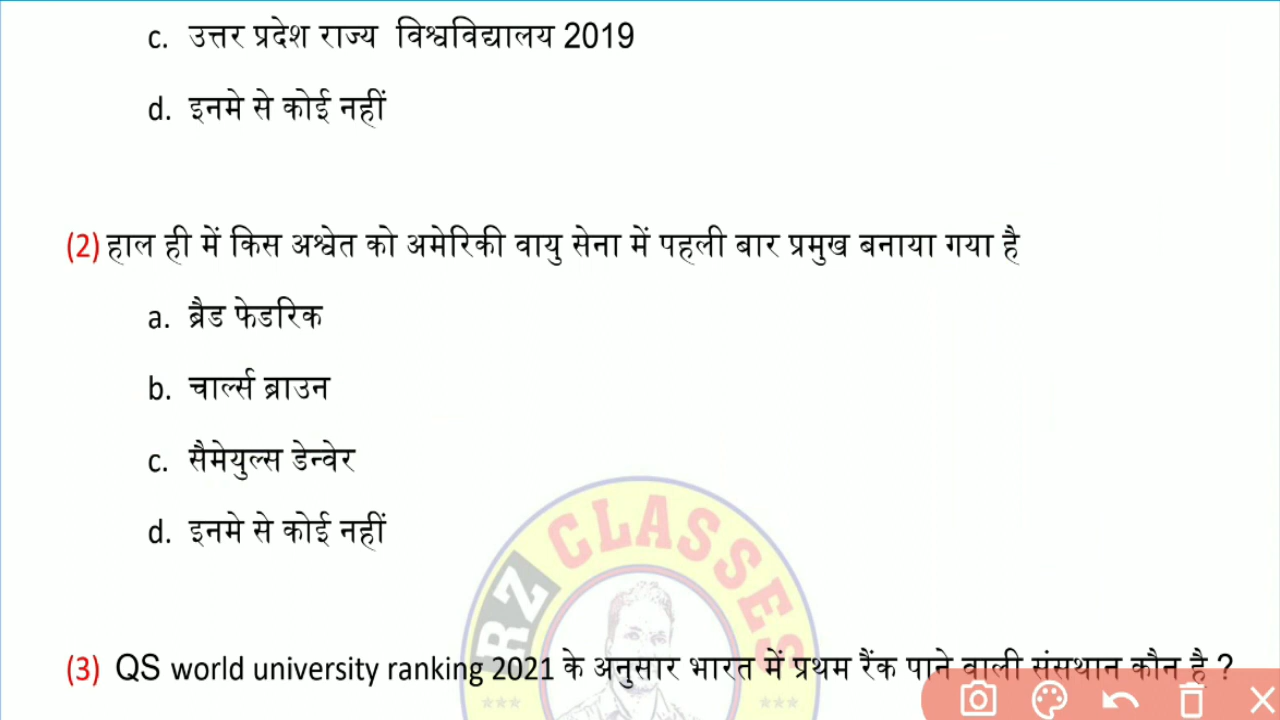 c. उत्तर प्रदेश राज्य विश्वविद्यालय 2019
d. इनमे से कोई नहीं
(2) हाल ही में किस अश्वेत को अमेरिकी वायु सेना में पहली बार प्रमुख बनाया गया है
a. ब्रैड फेडरिक
b. चार्ल्स ब्राउन
c. सैमेयुल्स डेन्वेर
d. इनमे से कोई नहीं
RZ CLASSES
(3) QS world university ranking 2021 के अनुसार भारत में प्रथम रैंक पाने वाली संसथान कौन है ?